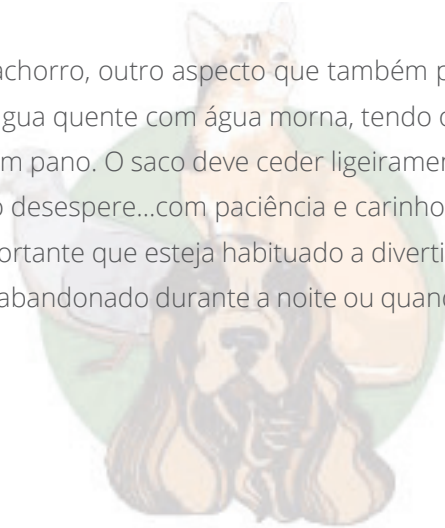 achorro, outro aspecto que também p
gua quente com água morna, tendo
m pano. O saco deve ceder ligeiramen
desespere...com paciência e carinho
ortante que esteja habituado a diverti
abandonado durante a noite ou quand